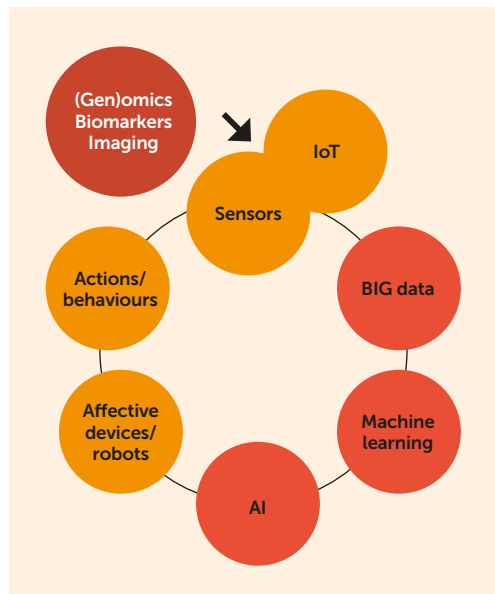 (Gen)omics
Biomarkers
Imaging
IoT
Sensors
Actions/
behaviours
BIG data
Affective
devices/
robots
Machine
learning
AI